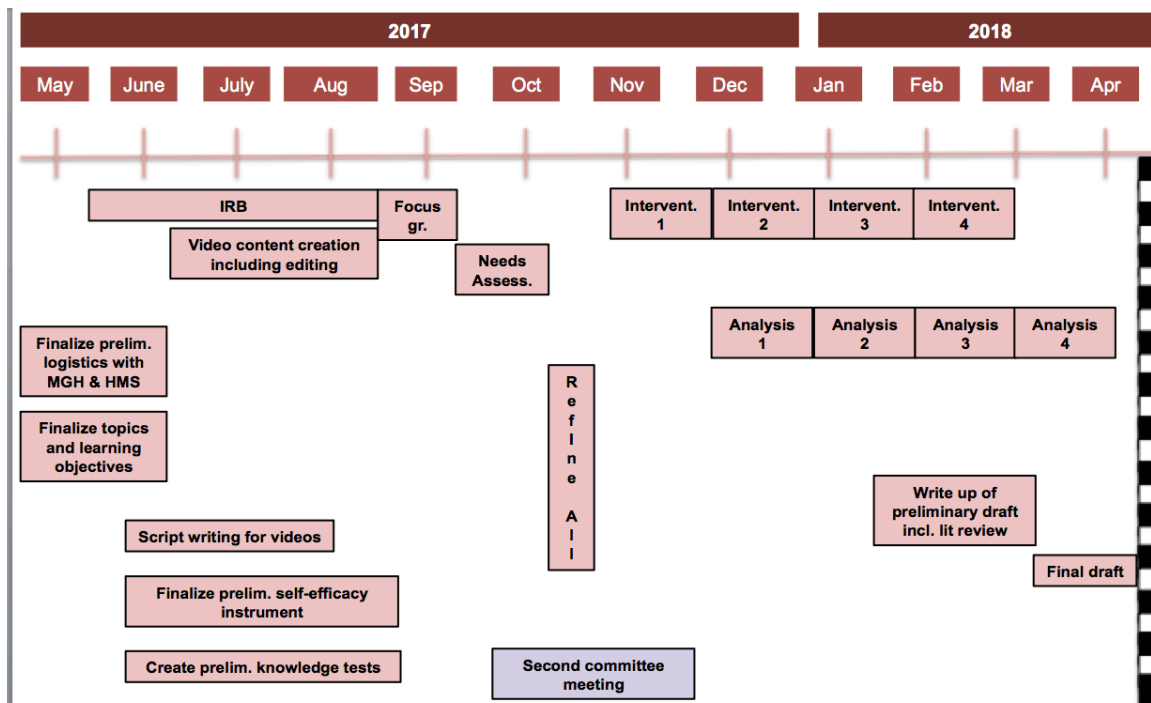 2017
2018
May
June
July
Aug
Sep
Oct
Nov
Dec
Jan
Feb
Mar
Apr
IRB
Focus
gr.
Intervent.
1
Intervent.
2
Intervent.
3
Intervent.
4
Video content creation
including editing
Needs
Assess.
Analysis
1
Analysis
2
Analysis
3
Analysis
4
Finalize prelim.
logistics with
MGH & HMS
R
e
f
I
n
e
A
l
l
Finalize topics
and learning
objectives
Write up of
preliminary draft
incl. lit review
Script writing for videos
Final draft
Finalize prelim. self-efficacy
instrument
Create prelim. knowledge tests
Second committee
meeting